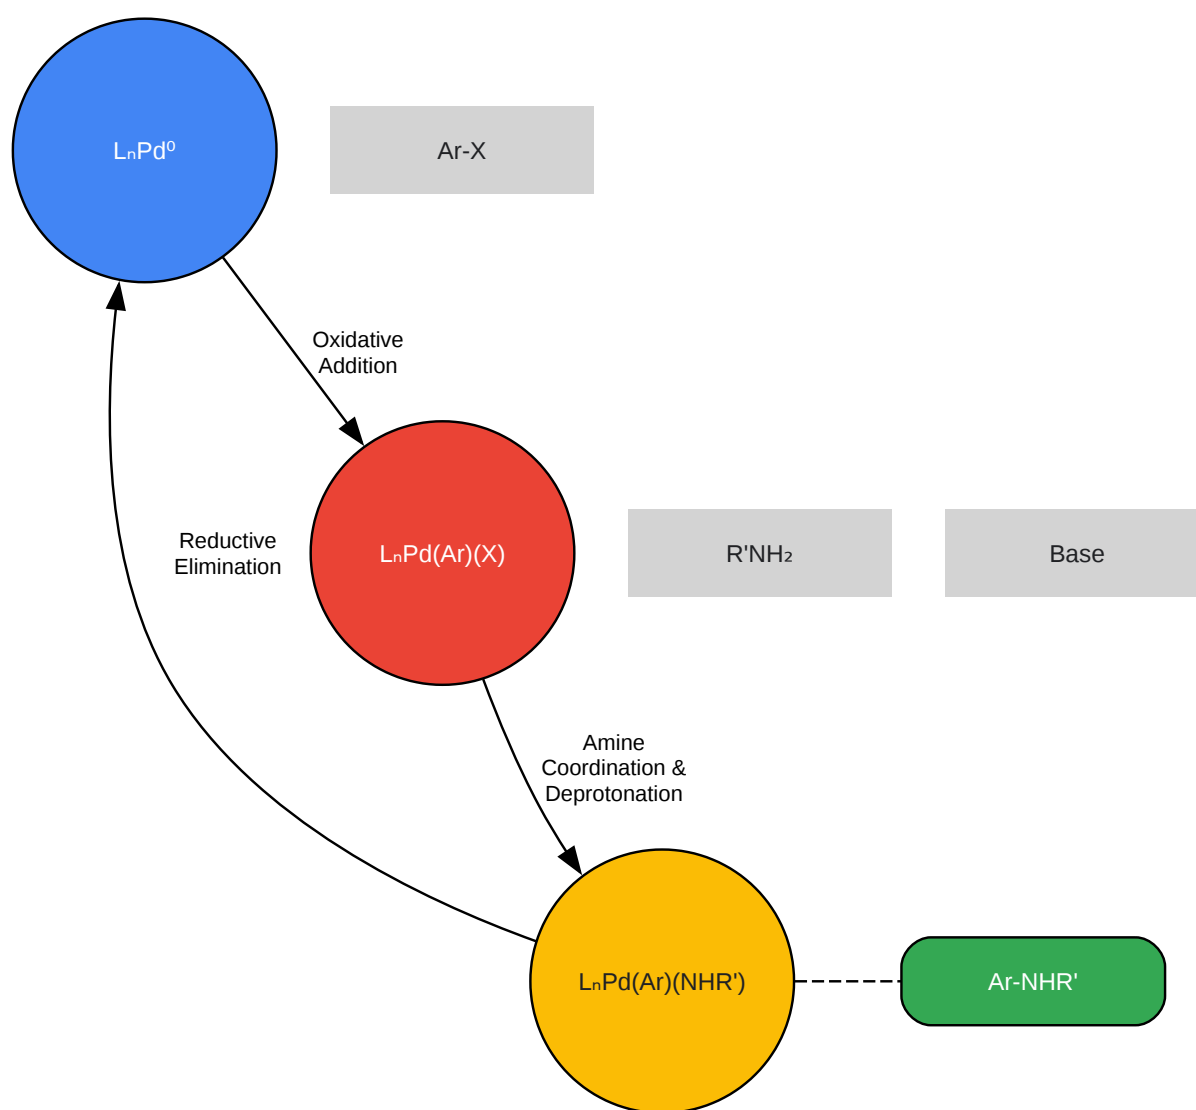 LₙPd⁰
Ar-X
Oxidative
Addition
Reductive
Elimination
LₙPd(Ar)(X)
R'NH₂
Base
Amine
Coordination &
Deprotonation
LₙPd(Ar)(NHR')
Ar-NHR'